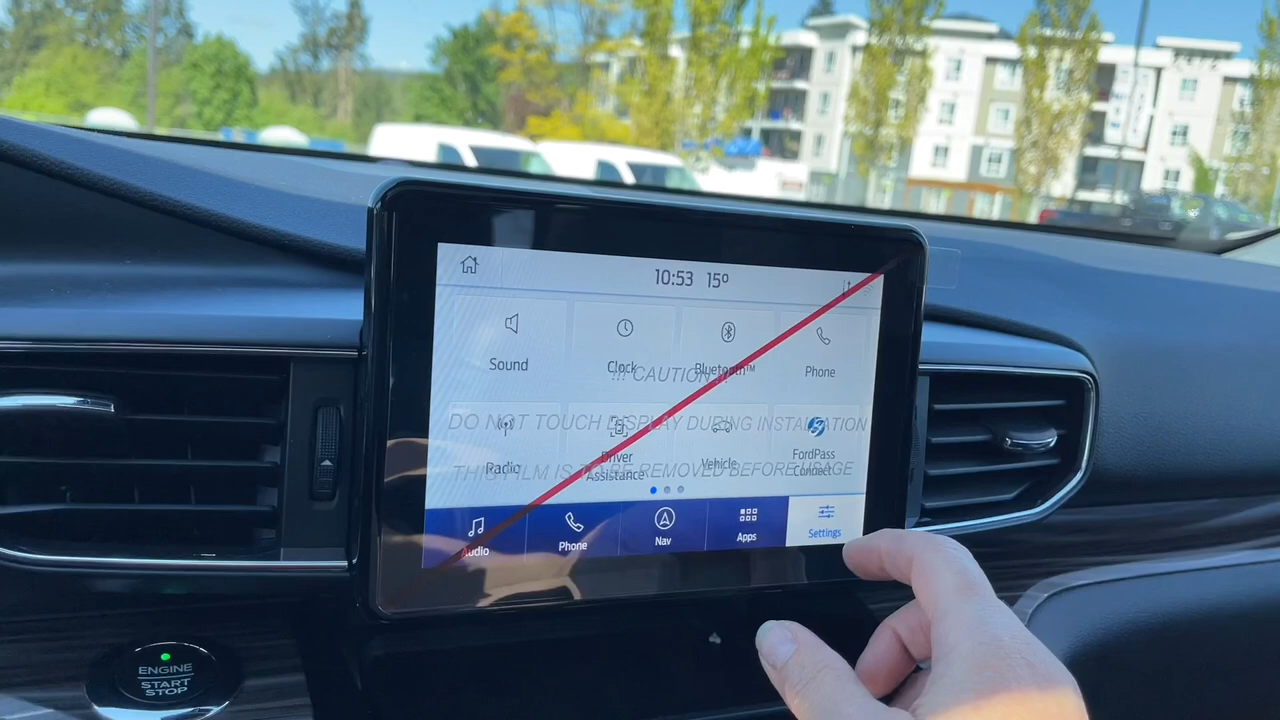 10:53 15°
Sound
Clock
Bluetooth™
Phone
!!! CAUTION !!!
DO NOT TOUCH DISPLAY DURING INSTALLATION
Radio
Driver
Assistance
Vehicle
FordPass
Connect
THIS FILM IS TO BE REMOVED BEFORE USAGE
Audio
Phone
Nav
Apps
Settings
ENGINE
START
STOP